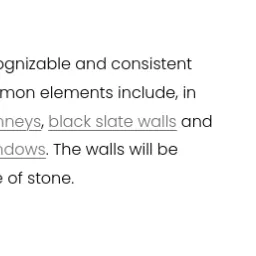 ognizable and consistent
mon elements include, in
nneys, black slate walls and
ndows. The walls will be
e of stone.